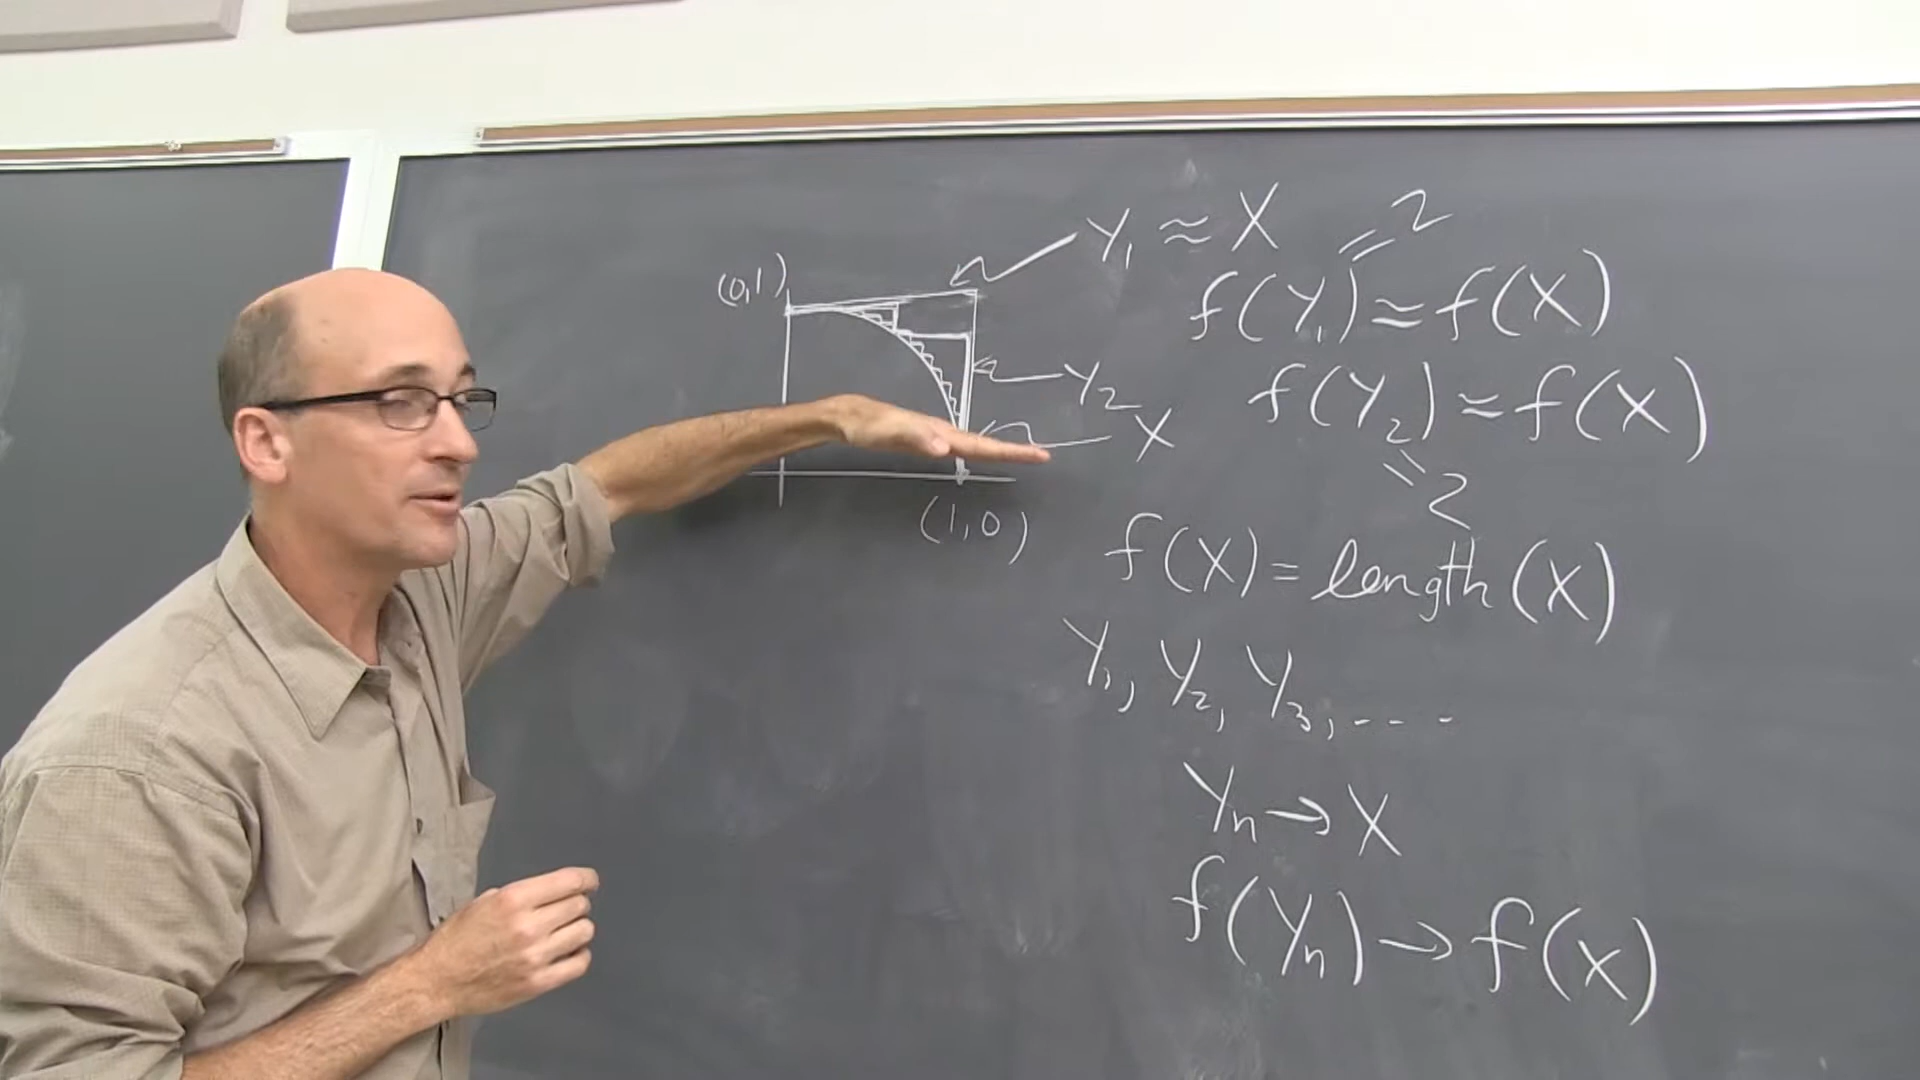 Y₁ ≈ X
= 2
(0,1)
f(Y₁) ≈ f(X)
Y₂
f(Y₂) ≈ f(X)
X
= 2
(1,0)
f(X) = length(X)
Y₁, Y₂, Y₃, ----
Yn → X
f(Yn) → f(X)